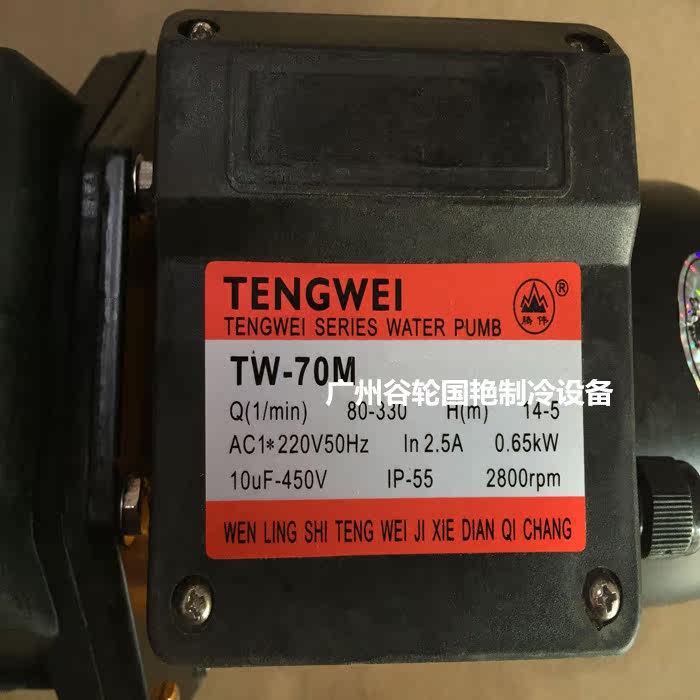 TENGWEI
腾伟
®
TENGWEI SERIES WATER PUMB
TW-70M
广州谷轮国艳制冷设备
Q(1/min) 80-330 H(m) 14-5
AC1*220V50Hz In 2.5A 0.65kW
10uF-450V IP-55 2800rpm
WEN LING SHI TENG WEI JI XIE DIAN QI CHANG